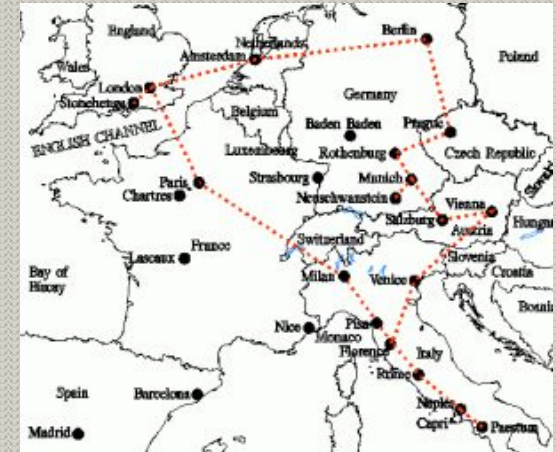 England
Netherlands
Berlin
Amsterdam
Poland
Wales
London
Stonehenge
Germany
Belgium
Baden Baden
Prague
ENGLISH CHANNEL
Luxembourg
Rothenburg
Czech Republic
Paris
Strasbourg
Munich
Chartres
Neuschwanstein
Vienna
Salzburg
Austria
Switzerland
France
Slovenia
Lascaux
Croatia
Bay of
Biscay
Milan
Venice
Nice
Monaco
Pisa
Florence
Italy
Rome
Spain
Barcelona
Naples
Capri
Paestum
Madrid